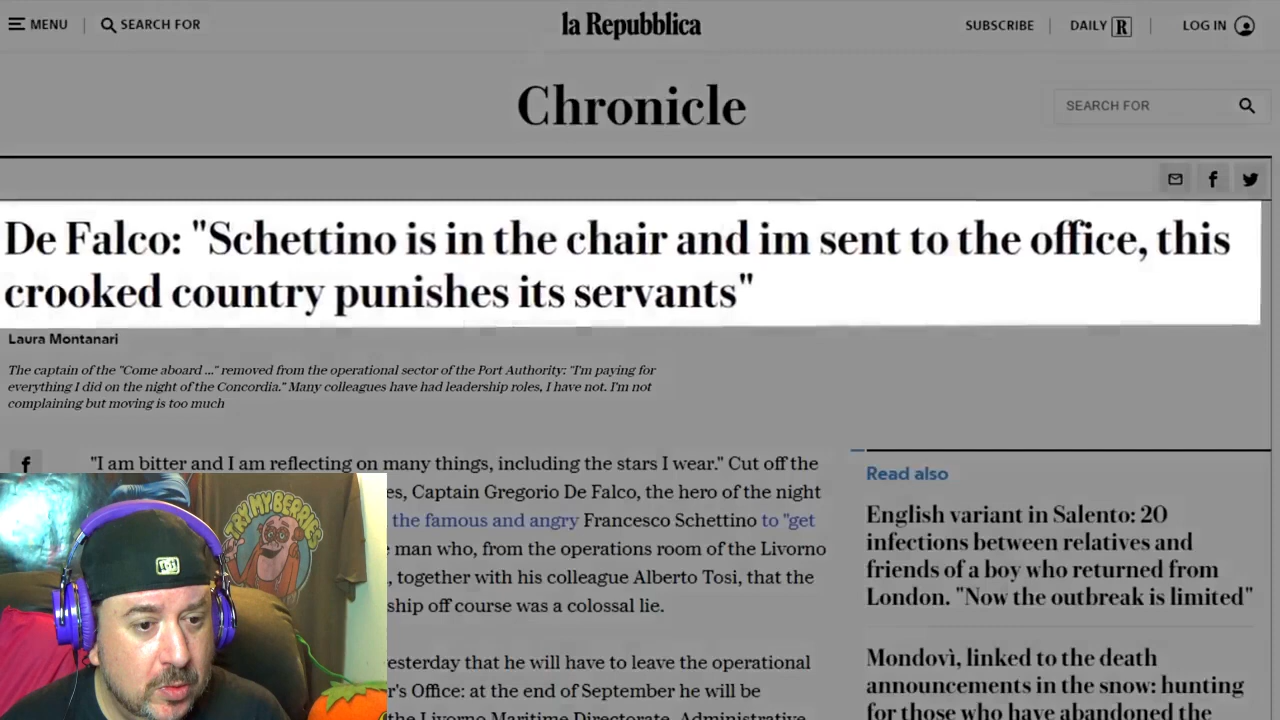 MENU
SEARCH FOR
la Repubblica
SUBSCRIBE
DAILY R
LOG IN
Chronicle
SEARCH FOR
De Falco: "Schettino is in the chair and im sent to the office, this
crooked country punishes its servants"
Laura Montanari
The captain of the "Come aboard ..." removed from the operational sector of the Port Authority: "I'm paying for
everything I did on the night of the Concordia." Many colleagues have had leadership roles, I have not. I'm not
complaining but moving is too much
"I am bitter and I am reflecting on many things, including the stars I wear." Cut off the
es, Captain Gregorio De Falco, the hero of the night
the famous and angry Francesco Schettino to "get
man who, from the operations room of the Livorno
, together with his colleague Alberto Tosi, that the
ship off course was a colossal lie.
esterday that he will have to leave the operational
r's Office: at the end of September he will be
the Livorno Maritime Directorate, Administrative
Read also
English variant in Salento: 20
infections between relatives and
friends of a boy who returned from
London. "Now the outbreak is limited"
Mondovì, linked to the death
announcements in the snow: hunting
for those who have abandoned the
TRY MY BERRIES